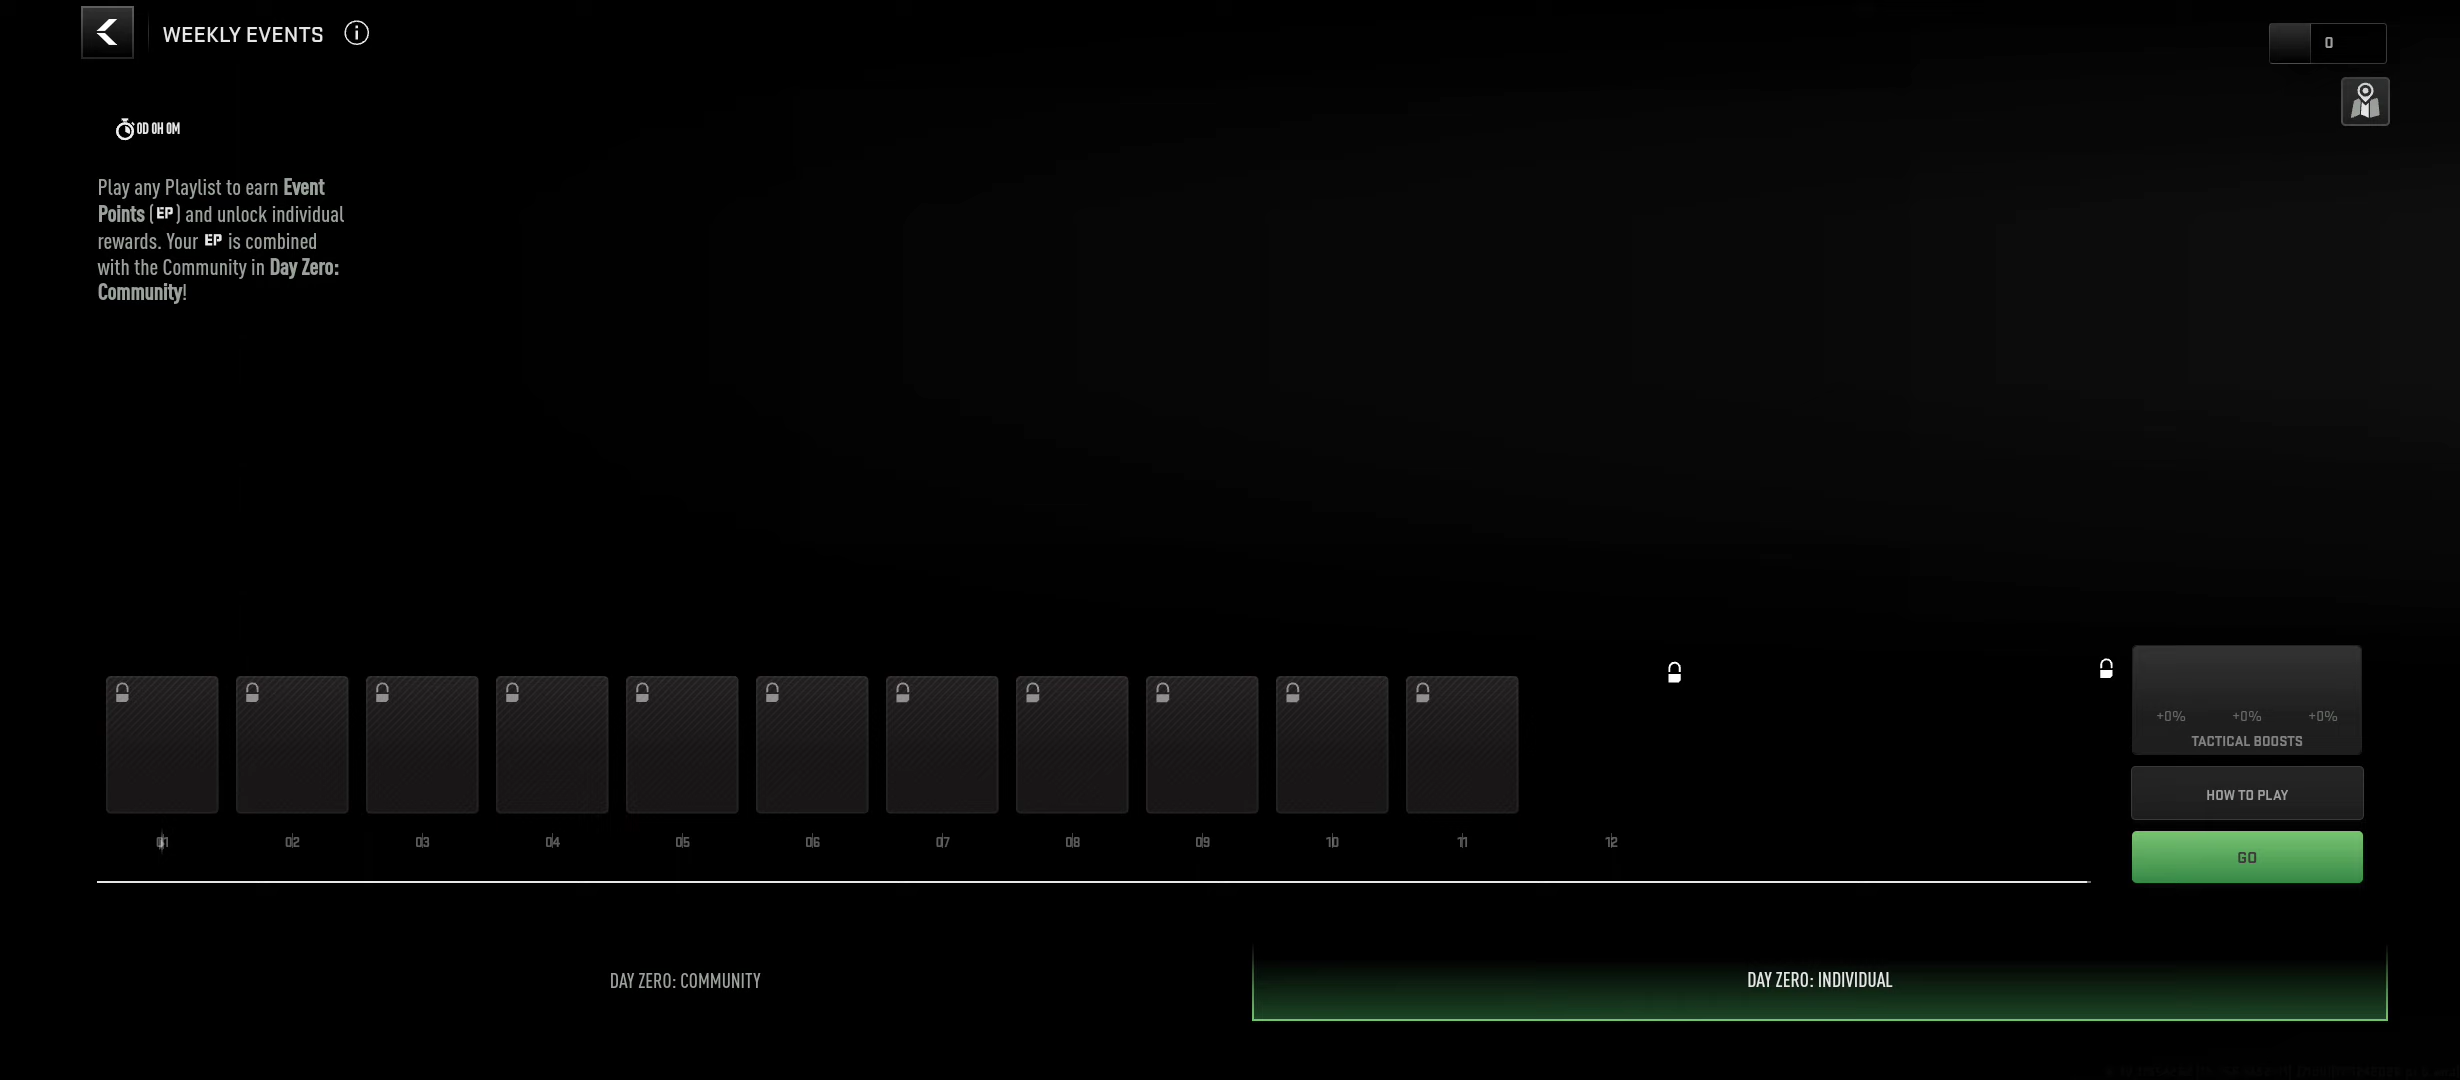 WEEKLY EVENTS
0
0D 0H 0M
Play any Playlist to earn Event
Points (EP) and unlock individual
rewards. Your EP is combined
with the Community in Day Zero:
Community!
+0% +0% +0%
TACTICAL BOOSTS
HOW TO PLAY
01 02 03 04 05 06 07 08 09 10 11 12
GO
DAY ZERO: COMMUNITY
DAY ZERO: INDIVIDUAL